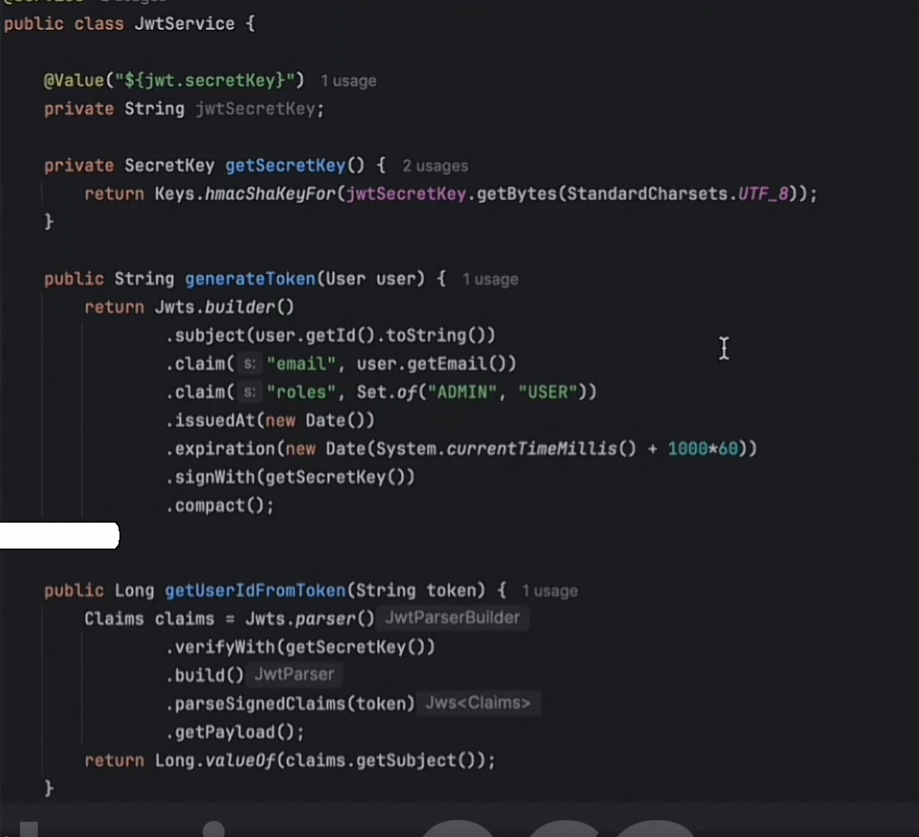 public class JwtService {
@Value("${jwt.secretKey}") 1 usage
private String jwtSecretKey;
private SecretKey getSecretKey() { 2 usages
return Keys.hmacShaKeyFor(jwtSecretKey.getBytes(StandardCharsets.UTF_8));
}
public String generateToken(User user) { 1 usage
return Jwts.builder()
.subject(user.getId().toString())
.claim( s: "email", user.getEmail())
.claim( s: "roles", Set.of("ADMIN", "USER"))
.issuedAt(new Date())
.expiration(new Date(System.currentTimeMillis() + 1000*60))
.signWith(getSecretKey())
.compact();
public Long getUserIdFromToken(String token) { 1 usage
Claims claims = Jwts.parser() JwtParserBuilder
.verifyWith(getSecretKey())
.build() JwtParser
.parseSignedClaims(token) Jws<Claims>
.getPayload();
return Long.valueOf(claims.getSubject());
}